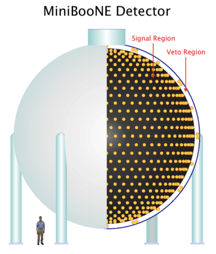 MiniBooNE Detector
Signal Region
Veto Region